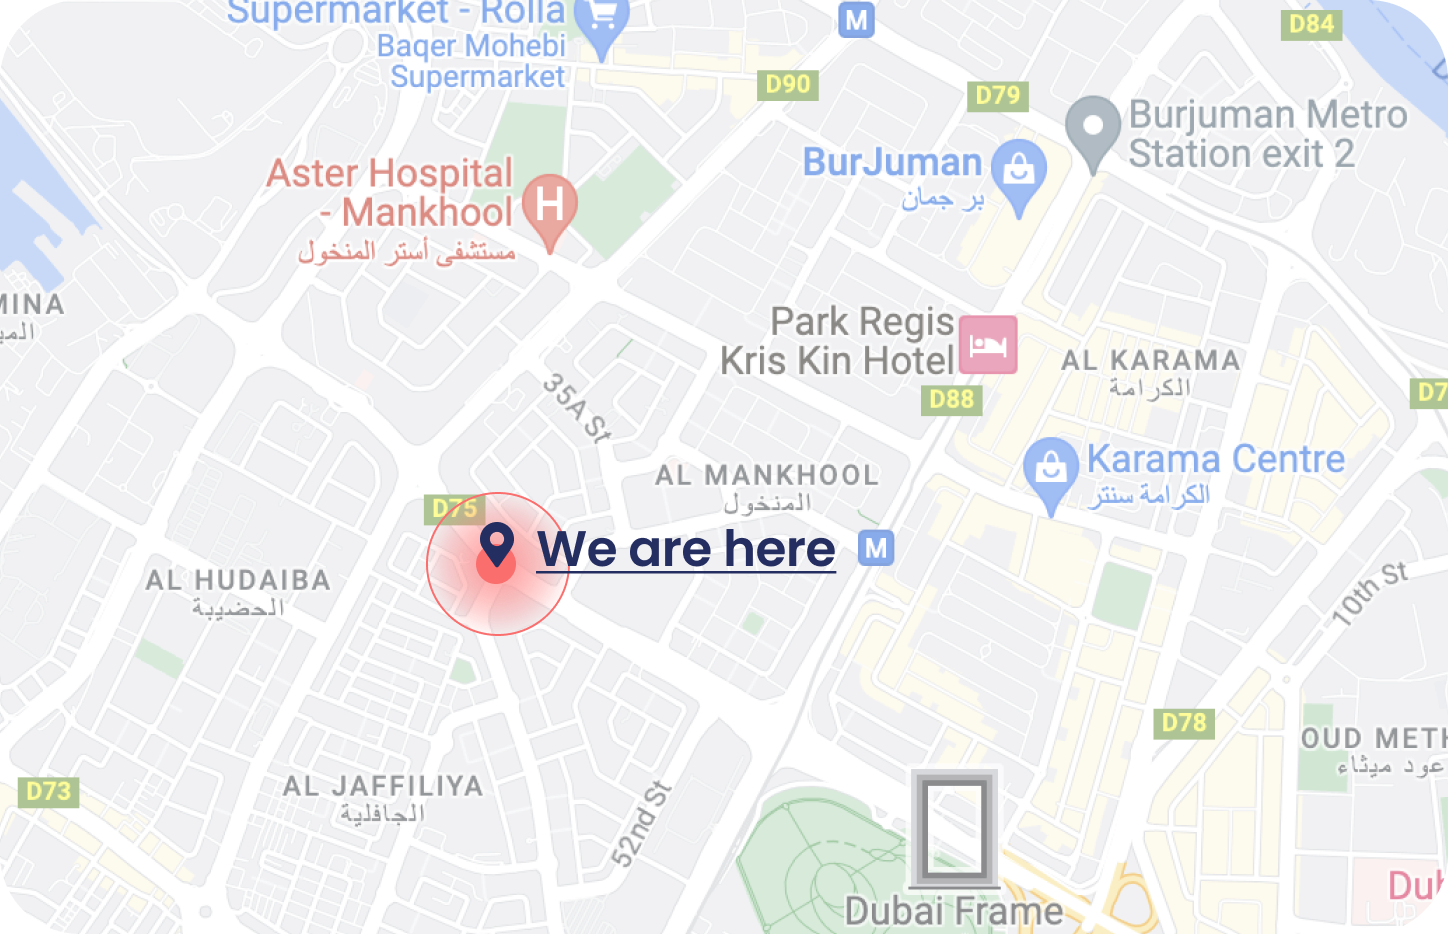 Supermarket - Rolla
Baqer Mohebi
Supermarket
M
D84
D90
D79
Burjuman Metro
Station exit 2
BurJuman
بر جمان
Aster Hospital
- Mankhool
مستشفى أستر المنخول
H
MINA
Park Regis
Kris Kin Hotel
AL KARAMA
الكرامة
D88
35A St
Karama Centre
الكرامة سنتر
AL MANKHOOL
المنخول
D75
We are here
M
AL HUDAIBA
الحضيبة
10th St
D78
OUD METH
عود ميثاء
AL JAFFILIYA
الجافلية
D73
52nd St
Dubai Frame